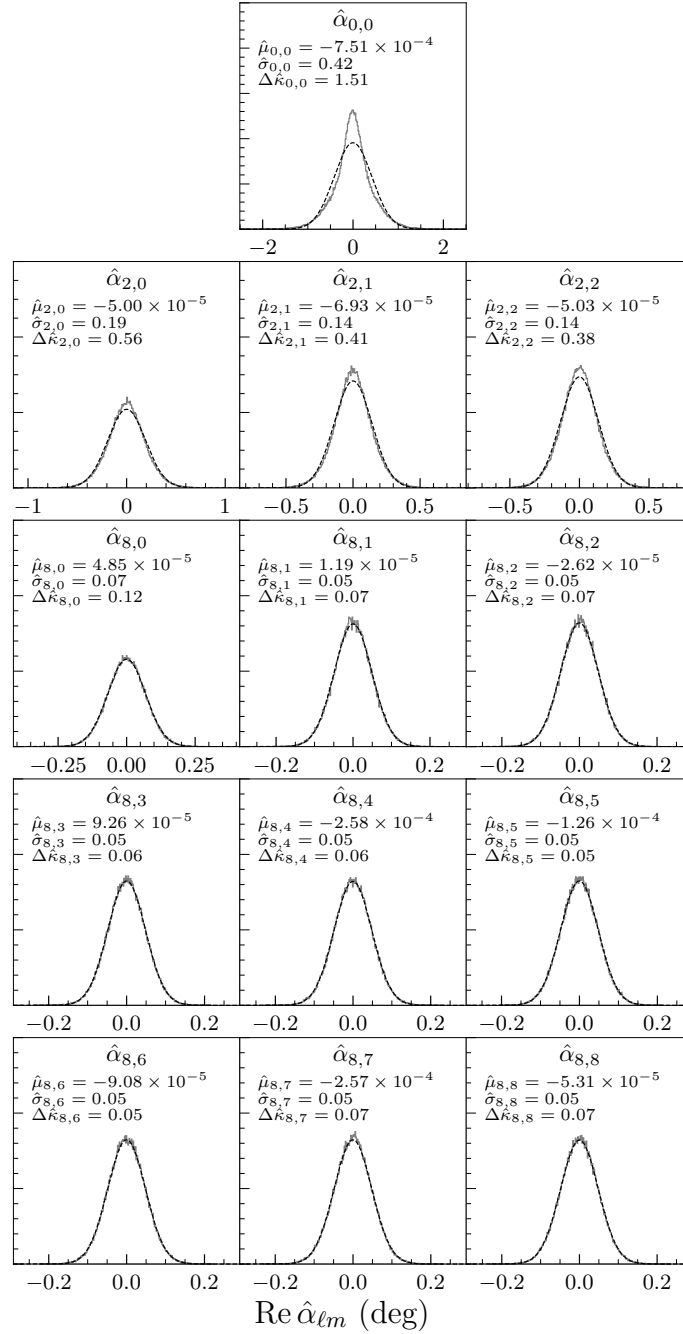 α̂₀,₀
μ̂₀,₀ = −7.51 × 10⁻⁴
σ̂₀,₀ = 0.42
Δκ̂₀,₀ = 1.51
−2 0 2
α̂₂,₀ α̂₂,₁ α̂₂,₂
μ̂₂,₀ = −5.00 × 10⁻⁵ μ̂₂,₁ = −6.93 × 10⁻⁵ μ̂₂,₂ = −5.03 × 10⁻⁵
σ̂₂,₀ = 0.19 σ̂₂,₁ = 0.14 σ̂₂,₂ = 0.14
Δκ̂₂,₀ = 0.56 Δκ̂₂,₁ = 0.41 Δκ̂₂,₂ = 0.38
−1 0 1 −0.5 0.0 0.5 −0.5 0.0 0.5
α̂₈,₀ α̂₈,₁ α̂₈,₂
μ̂₈,₀ = 4.85 × 10⁻⁵ μ̂₈,₁ = 1.19 × 10⁻⁵ μ̂₈,₂ = −2.62 × 10⁻⁵
σ̂₈,₀ = 0.07 σ̂₈,₁ = 0.05 σ̂₈,₂ = 0.05
Δκ̂₈,₀ = 0.12 Δκ̂₈,₁ = 0.07 Δκ̂₈,₂ = 0.07
−0.25 0.00 0.25 −0.2 0.0 0.2 −0.2 0.0 0.2
α̂₈,₃ α̂₈,₄ α̂₈,₅
μ̂₈,₃ = 9.26 × 10⁻⁵ μ̂₈,₄ = −2.58 × 10⁻⁴ μ̂₈,₅ = −1.26 × 10⁻⁴
σ̂₈,₃ = 0.05 σ̂₈,₄ = 0.05 σ̂₈,₅ = 0.05
Δκ̂₈,₃ = 0.06 Δκ̂₈,₄ = 0.06 Δκ̂₈,₅ = 0.05
−0.2 0.0 0.2 −0.2 0.0 0.2 −0.2 0.0 0.2
α̂₈,₆ α̂₈,₇ α̂₈,₈
μ̂₈,₆ = −9.08 × 10⁻⁵ μ̂₈,₇ = −2.57 × 10⁻⁴ μ̂₈,₈ = −5.31 × 10⁻⁵
σ̂₈,₆ = 0.05 σ̂₈,₇ = 0.05 σ̂₈,₈ = 0.05
Δκ̂₈,₆ = 0.05 Δκ̂₈,₇ = 0.07 Δκ̂₈,₈ = 0.07
−0.2 0.0 0.2 −0.2 0.0 0.2 −0.2 0.0 0.2
Re α̂ℓm (deg)